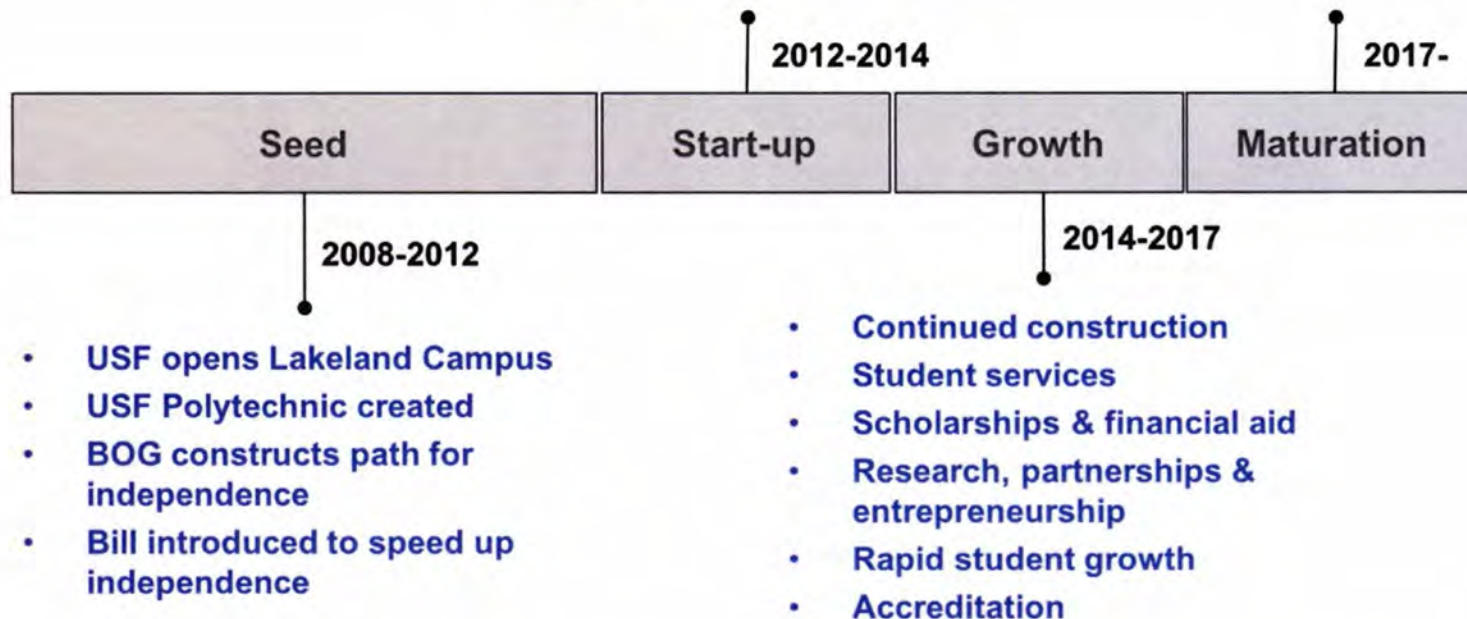 2012-2014
2017-
Seed
Start-up
Growth
Maturation
2008-2012
2014-2017
• USF opens Lakeland Campus
• USF Polytechnic created
• BOG constructs path for
independence
• Bill introduced to speed up
independence
• Continued construction
• Student services
• Scholarships & financial aid
• Research, partnerships &
entrepreneurship
• Rapid student growth
• Accreditation